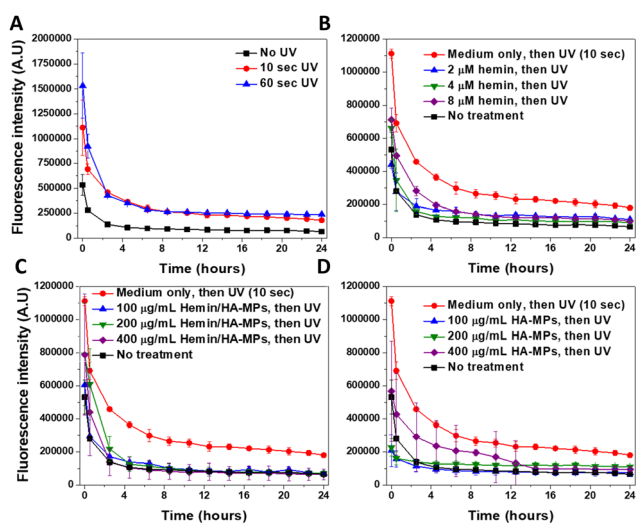 A
Fluorescence intensity (A.U)
2000000
1750000
1500000
1250000
1000000
750000
500000
250000
0
No UV
10 sec UV
60 sec UV
0 4 8 12 16 20 24
Time (hours)
B
1200000
1000000
800000
600000
400000
200000
0
Medium only, then UV (10 sec)
2 μM hemin, then UV
4 μM hemin, then UV
8 μM hemin, then UV
No treatment
0 4 8 12 16 20 24
Time (hours)
C
Fluorescence intensity (A.U)
1200000
1000000
800000
600000
400000
200000
0
Medium only, then UV (10 sec)
100 μg/mL Hemin/HA-MPs, then UV
200 μg/mL Hemin/HA-MPs, then UV
400 μg/mL Hemin/HA-MPs, then UV
No treatment
0 4 8 12 16 20 24
Time (hours)
D
1200000
1000000
800000
600000
400000
200000
0
Medium only, then UV (10 sec)
100 μg/mL HA-MPs, then UV
200 μg/mL HA-MPs, then UV
400 μg/mL HA-MPs, then UV
No treatment
0 4 8 12 16 20 24
Time (hours)